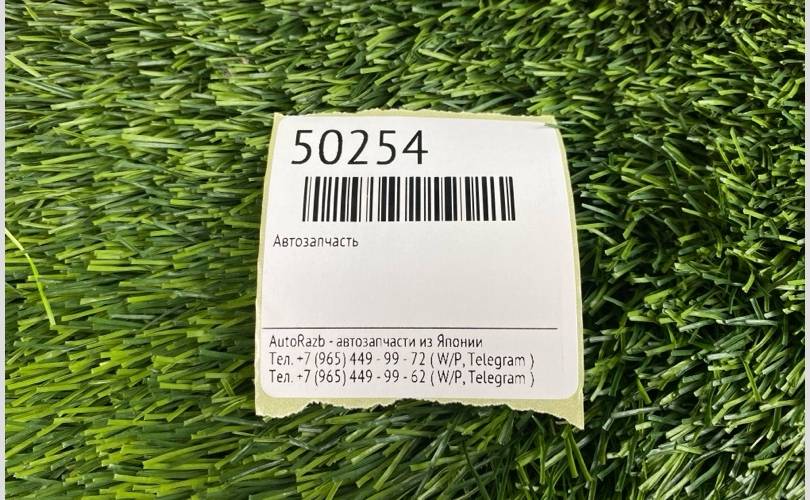 50254
Автозапчасть
AutoRazb - автозапчасти из Японии
Тел. +7 (965) 449 - 99 - 72 ( W/P, Telegram )
Тел. +7 (965) 449 - 99 - 62 ( W/P, Telegram )